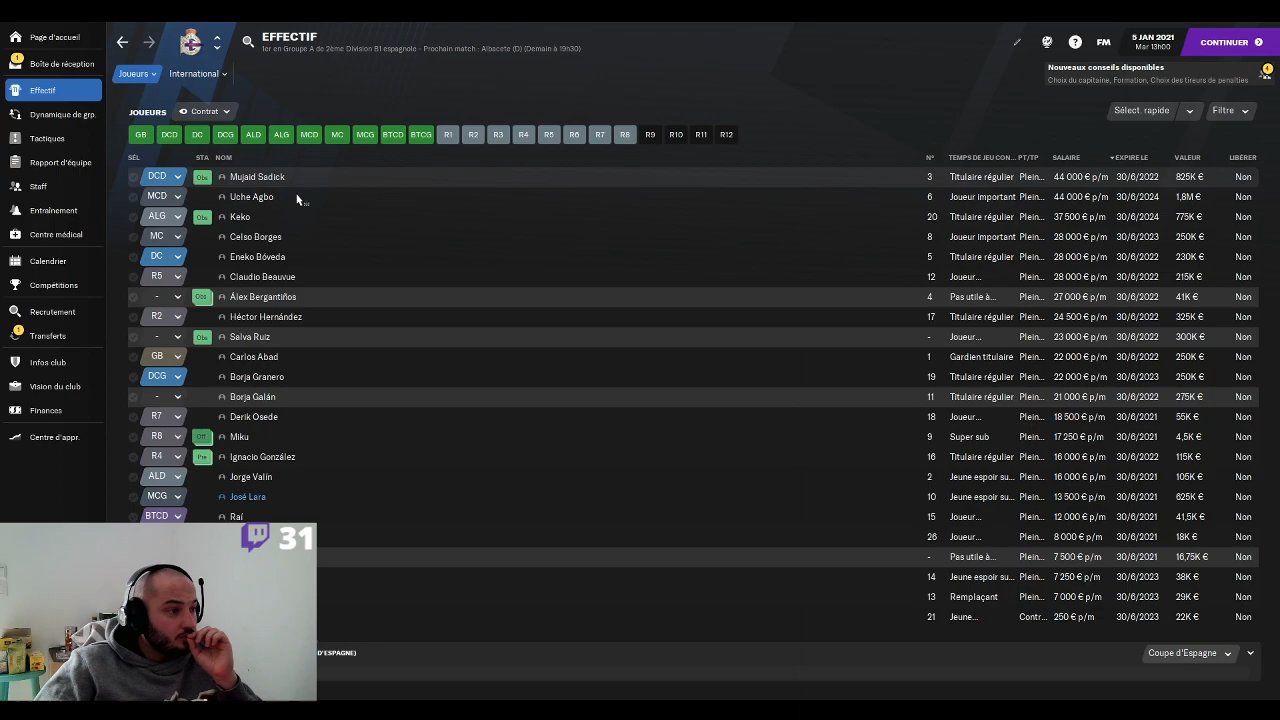 Page d'accueil
1
Boîte de réception
Effectif
Dynamique de grp.
Tactiques
Rapport d'équipe
Staff
Entraînement
Centre médical
Calendrier
Compétitions
Recrutement
1
Transferts
Infos club
Vision du club
Finances
Centre d'appr.
EFFECTIF
1er en Groupe A de 2ème Division B1 espagnole - Prochain match : Albacete (D) (Demain à 19h30)
FM
5 JAN 2021
Mar 13h00
CONTINUER
Joueurs
International
Nouveaux conseils disponibles
Choix du capitaine, Formation, Choix des tireurs de penalties
4
JOUEURS
Contrat
Sélect. rapide
Filtre
GB DCD DC DCG ALD ALG MCD MC MCG BTCD BTCG R1 R2 R3 R4 R5 R6 R7 R8 R9 R10 R11 R12
SÉL STA NOM N° TEMPS DE JEU CON... PT/TP SALAIRE EXPIRE LE VALEUR LIBÉRER
DCD Obs Mujaid Sadick 3 Titulaire régulier Plein... 44 000 € p/m 30/6/2022 825K € Non
MCD Uche Agbo 6 Joueur important Plein... 44 000 € p/m 30/6/2024 1,8M € Non
ALG Obs Keko 20 Titulaire régulier Plein... 37 500 € p/m 30/6/2024 775K € Non
MC Celso Borges 8 Joueur important Plein... 28 000 € p/m 30/6/2023 250K € Non
DC Eneko Bóveda 5 Titulaire régulier Plein... 28 000 € p/m 30/6/2022 230K € Non
R5 Claudio Beauvue 12 Joueur... Plein... 28 000 € p/m 30/6/2022 215K € Non
- Obs Álex Bergantiños 4 Pas utile à... Plein... 27 000 € p/m 30/6/2022 41K € Non
R2 Héctor Hernández 17 Titulaire régulier Plein... 24 500 € p/m 30/6/2022 325K € Non
- Obs Salva Ruiz - Joueur... Plein... 23 000 € p/m 30/6/2022 300K € Non
GB Carlos Abad 1 Gardien titulaire Plein... 22 000 € p/m 30/6/2022 250K € Non
DCG Borja Granero 19 Titulaire régulier Plein... 22 000 € p/m 30/6/2023 250K € Non
- Borja Galán 11 Titulaire régulier Plein... 21 000 € p/m 30/6/2022 275K € Non
R7 Derik Osede 18 Joueur... Plein... 18 500 € p/m 30/6/2021 55K € Non
R8 Off Miku 9 Super sub Plein... 17 250 € p/m 30/6/2021 4,5K € Non
R4 Pre Ignacio González 16 Titulaire régulier Plein... 16 000 € p/m 30/6/2022 115K € Non
ALD Jorge Valín 2 Jeune espoir su... Plein... 16 000 € p/m 30/6/2021 105K € Non
MCG José Lara 10 Jeune espoir su... Plein... 13 500 € p/m 30/6/2021 625K € Non
BTCD Raí 15 Joueur... Plein... 12 000 € p/m 30/6/2021 41,5K € Non
26 Joueur... Plein... 8 000 € p/m 30/6/2021 18K € Non
- Pas utile à... Plein... 7 500 € p/m 30/6/2021 16,75K € Non
14 Jeune espoir su... Plein... 7 250 € p/m 30/6/2023 38K € Non
13 Remplaçant Plein... 7 000 € p/m 30/6/2023 29K € Non
21 Jeune... Contr... 250 € p/m 30/6/2023 22K € Non
31
D'ESPAGNE)
Coupe d'Espagne